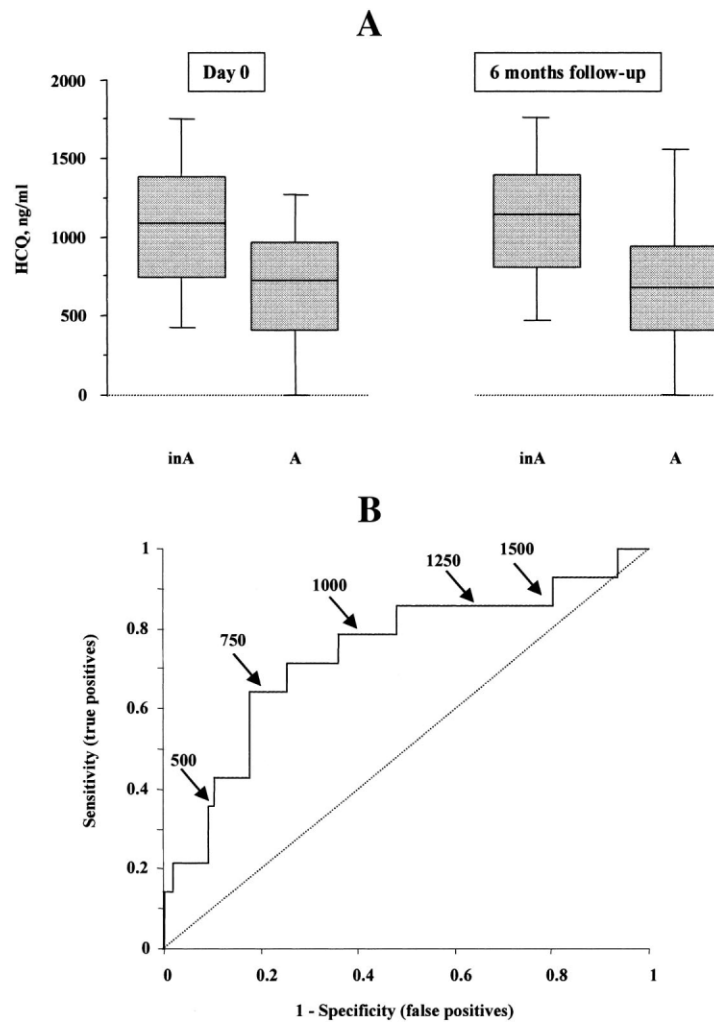 A
Day 0
6 months follow-up
2000
1500
1000
500
0
HCQ, ng/ml
inA
A
inA
A
B
1
0.8
0.6
0.4
0.2
0
Sensitivity (true positives)
500
750
1000
1250
1500
0
0.2
0.4
0.6
0.8
1
1 - Specificity (false positives)